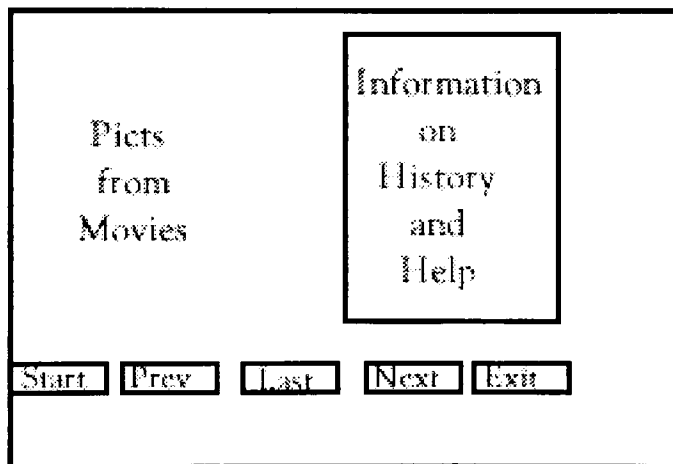 Picts
from
Movies
Information
on
History
and
Help
Start Prev Last Next Exit